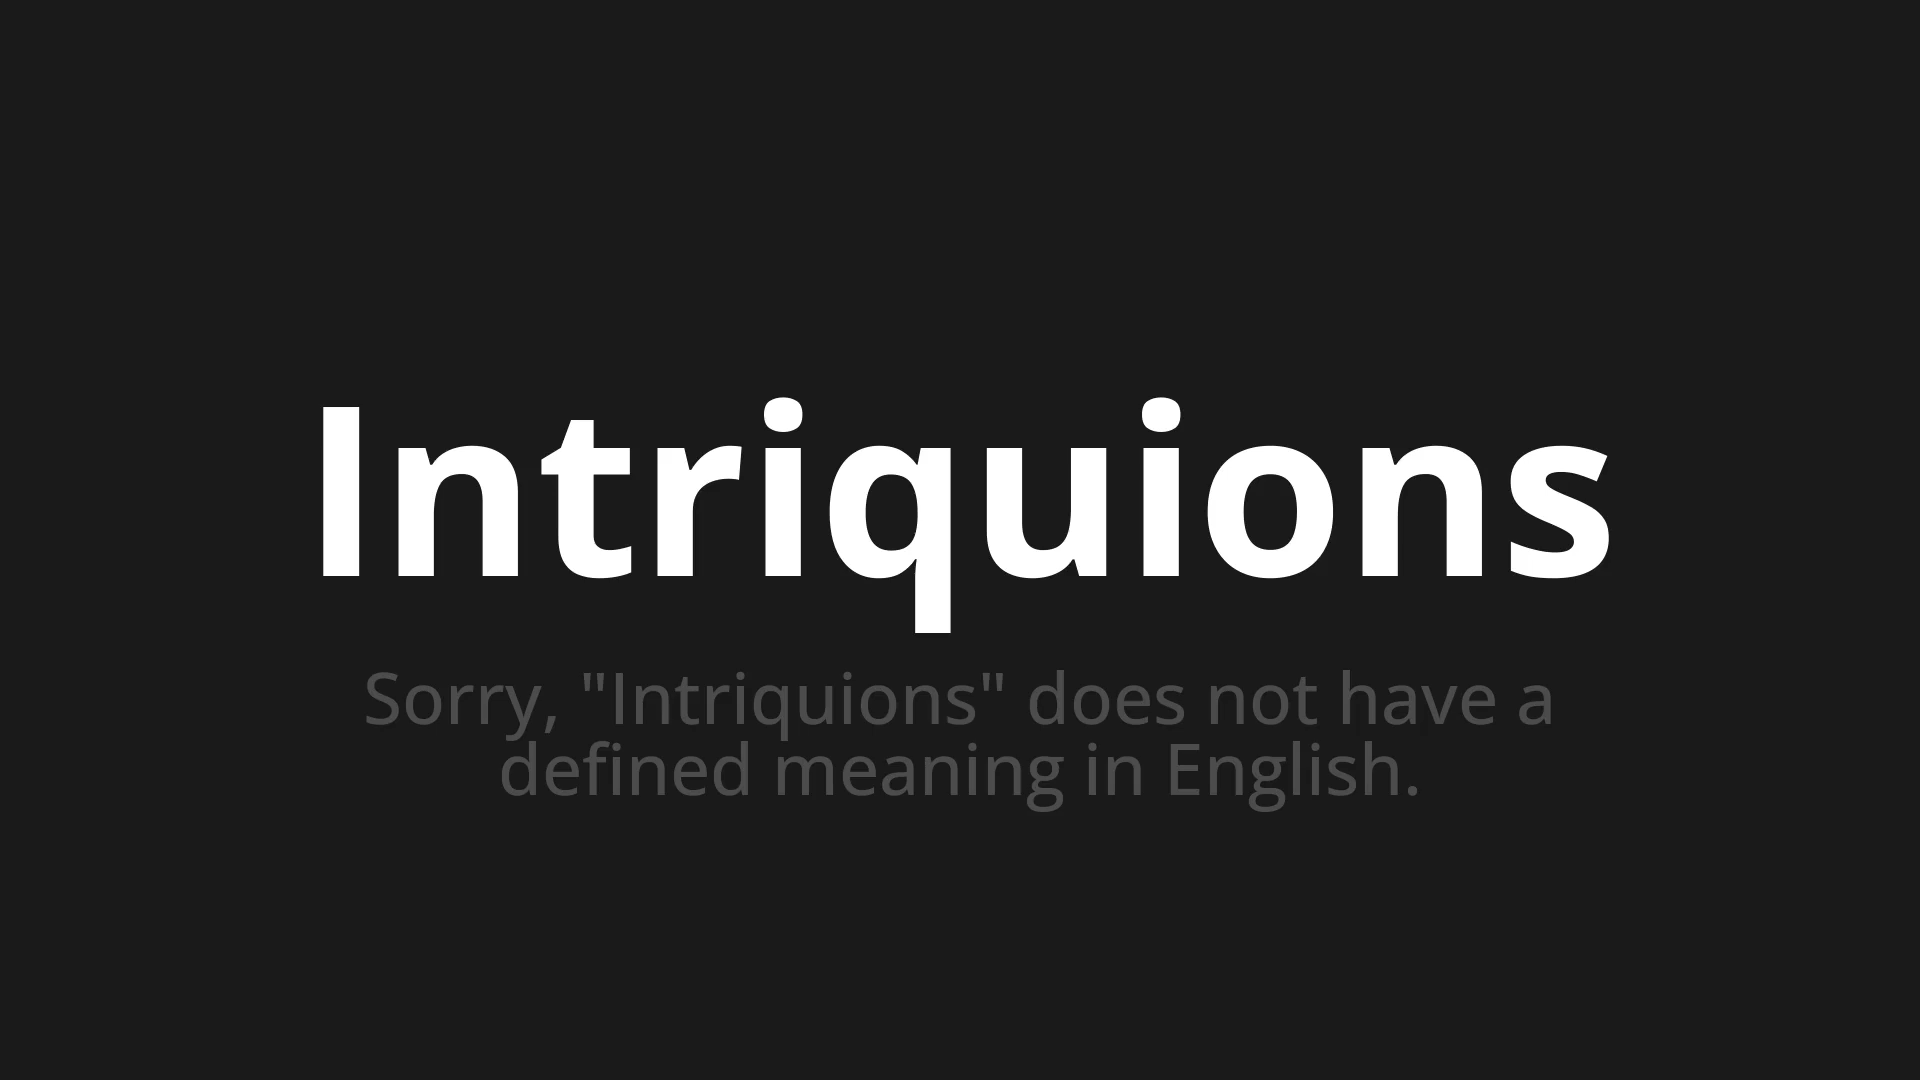 Intriquions
Sorry, "Intriquions" does not have a
defined meaning in English.